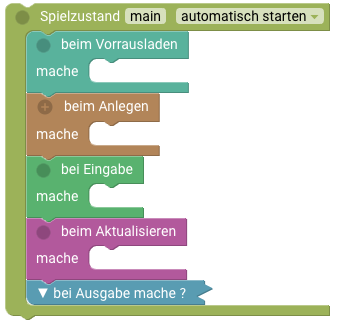 Spielzustand main automatisch starten
beim Vorrausladen
mache
beim Anlegen
mache
bei Eingabe
mache
beim Aktualisieren
mache
bei Ausgabe mache ?